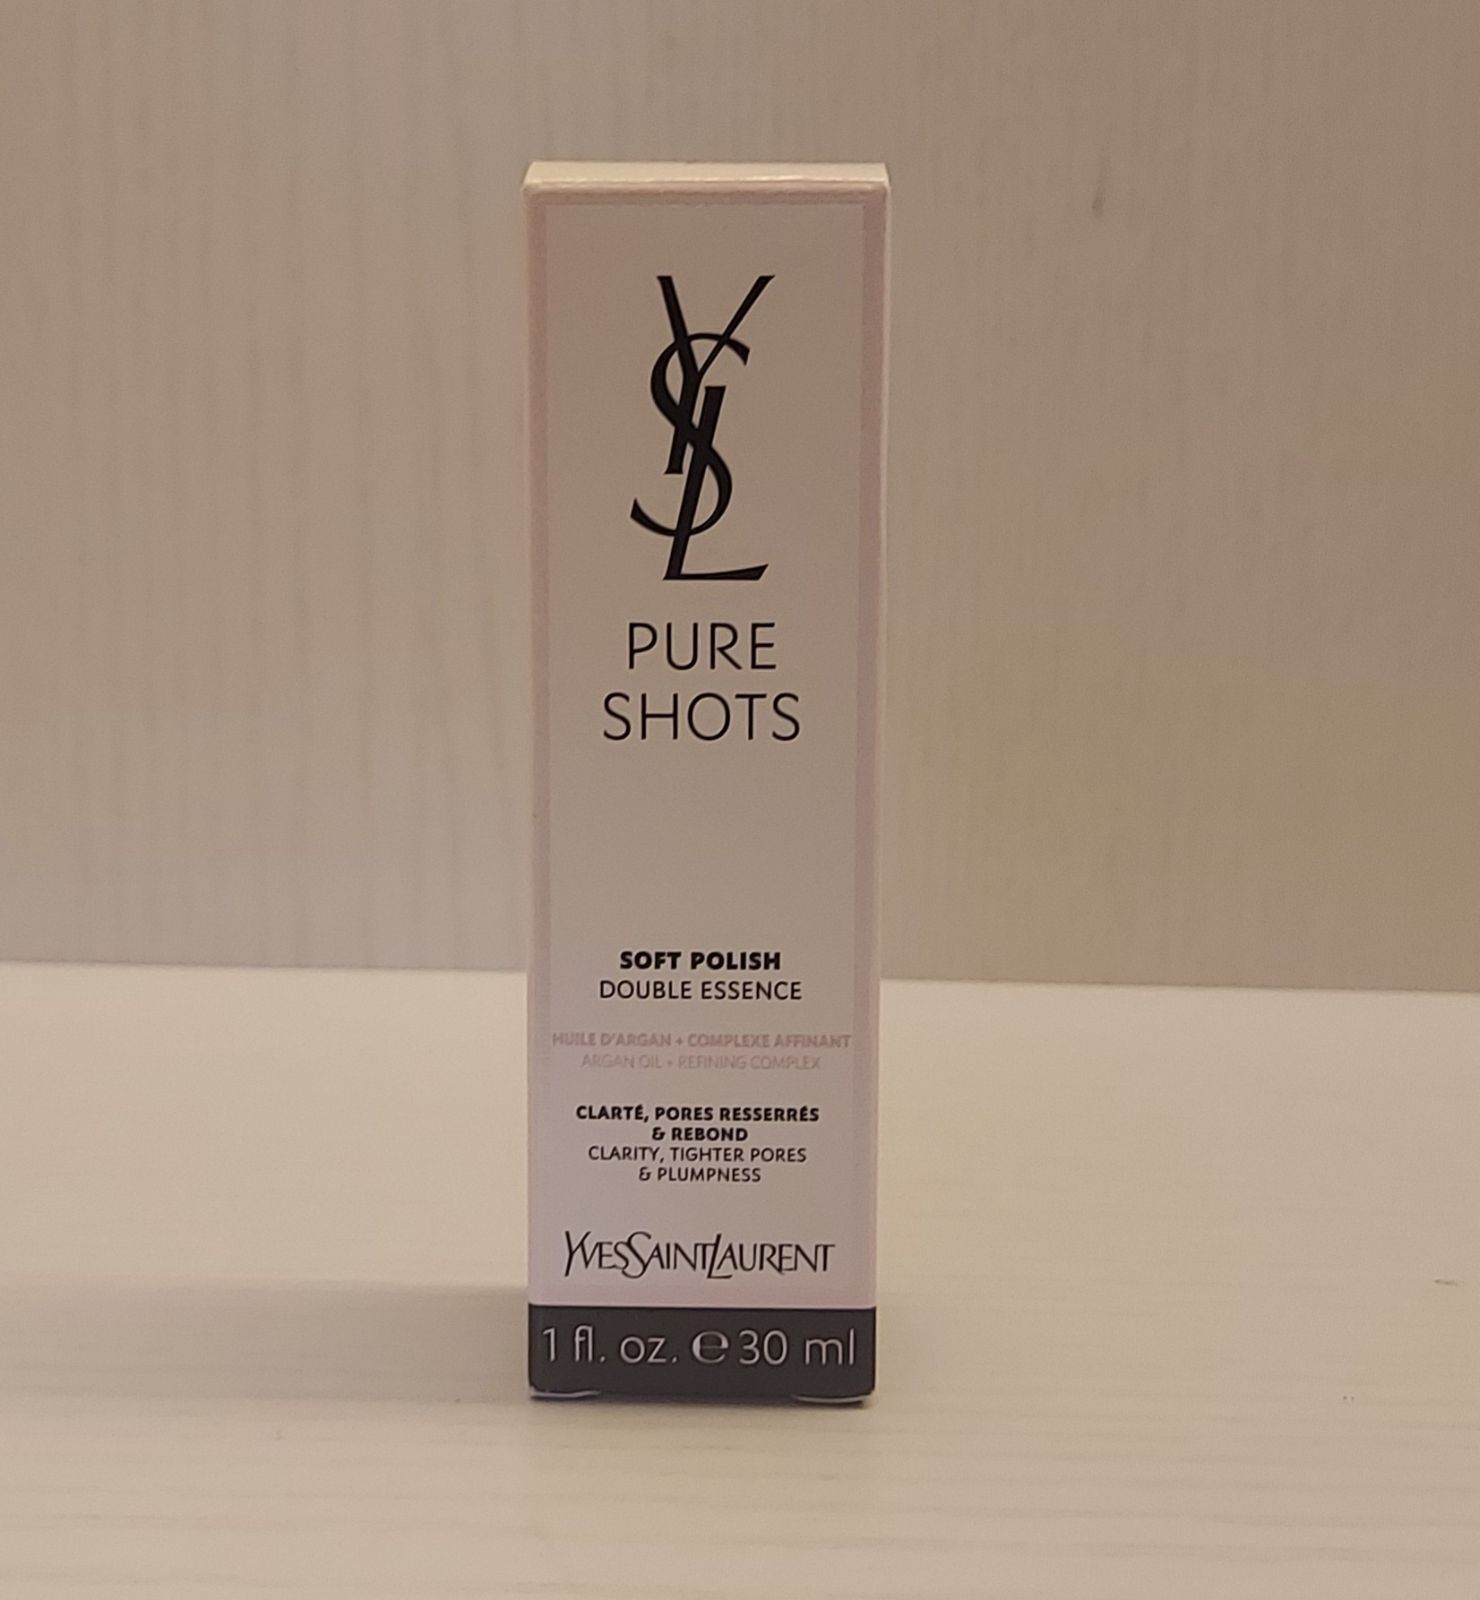 YSL
PURE
SHOTS
SOFT POLISH
DOUBLE ESSENCE
HUILE D'ARGAN + COMPLEXE AFFINANT
ARGAN OIL + REFINING COMPLEX
CLARTÉ, PORES RESSERRÉS
& REBOND
CLARITY, TIGHTER PORES
& PLUMPNESS
YVESSAINTLAURENT
1 fl. oz. ℮ 30 ml